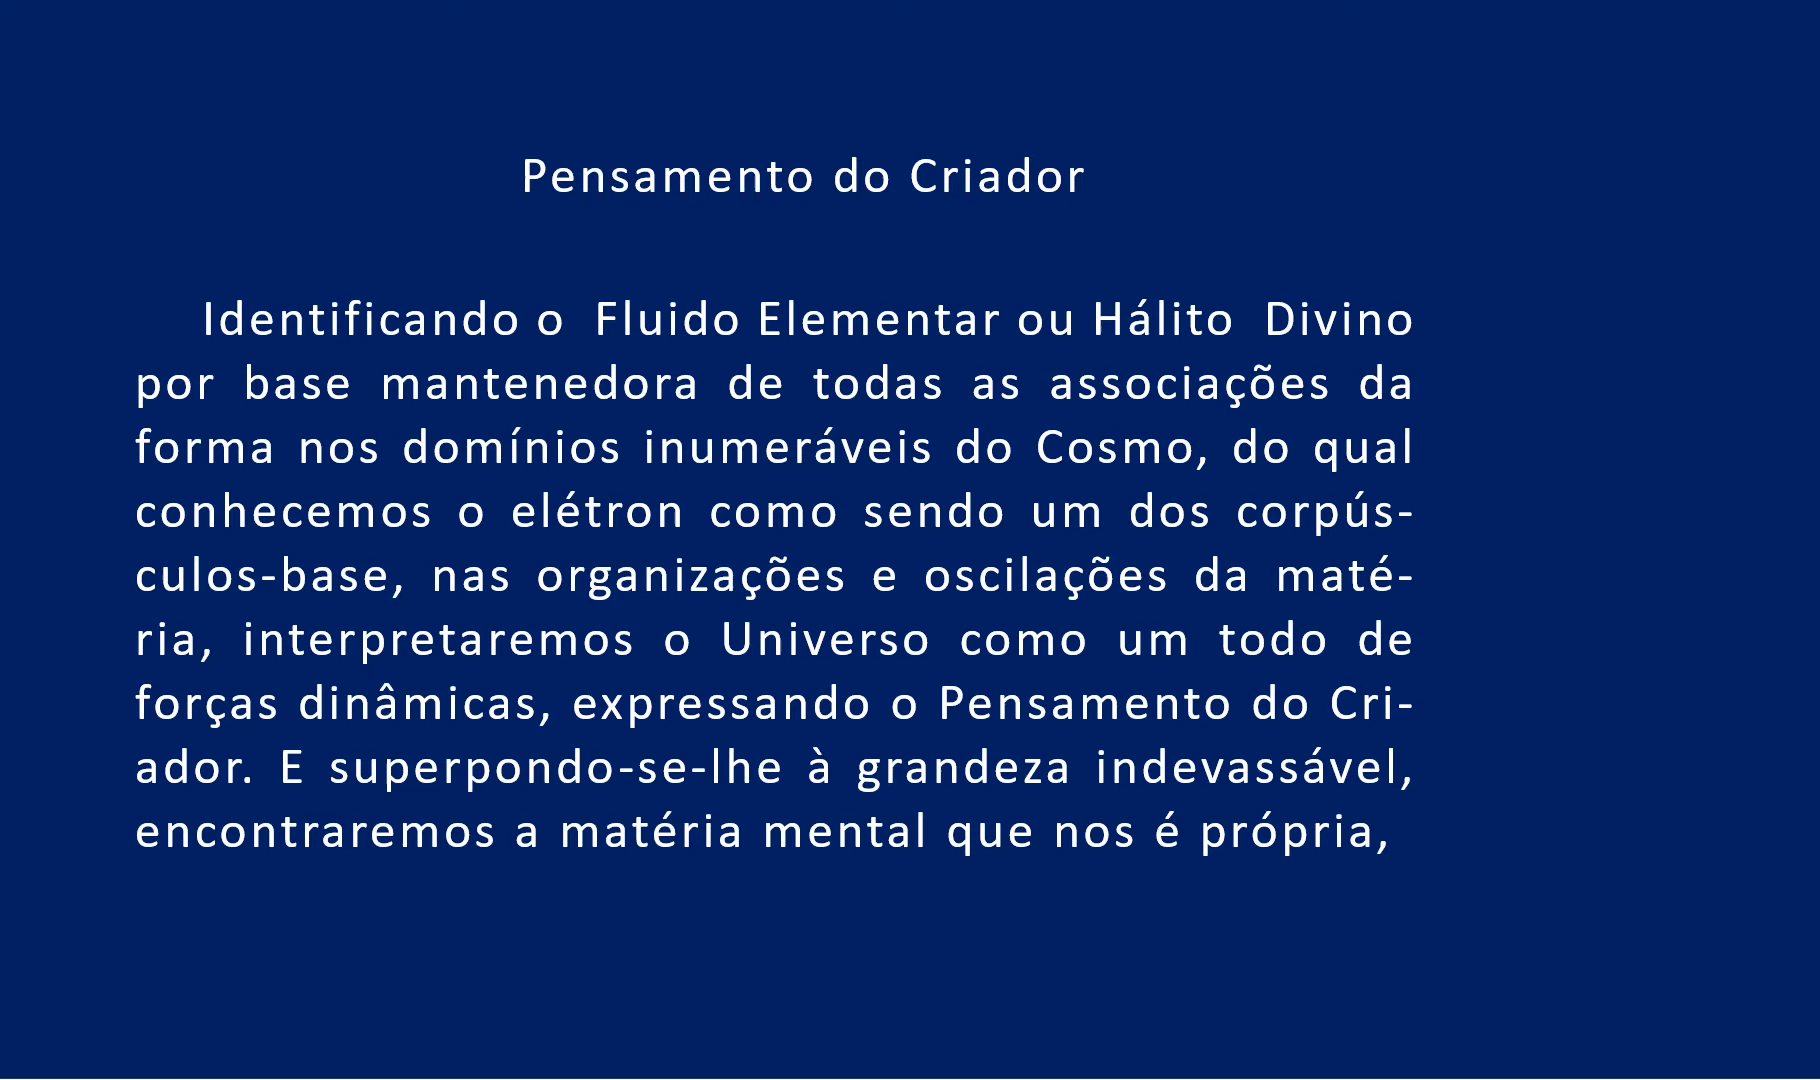 Pensamento do Criador
Identificando o Fluido Elementar ou Hálito Divino
por base mantenedora de todas as associações da
forma nos domínios inumeráveis do Cosmo, do qual
conhecemos o elétron como sendo um dos corpús-
culos-base, nas organizações e oscilações da maté-
ria, interpretaremos o Universo como um todo de
forças dinâmicas, expressando o Pensamento do Cri-
ador. E superpondo-se-lhe à grandeza indevassável,
encontraremos a matéria mental que nos é própria,